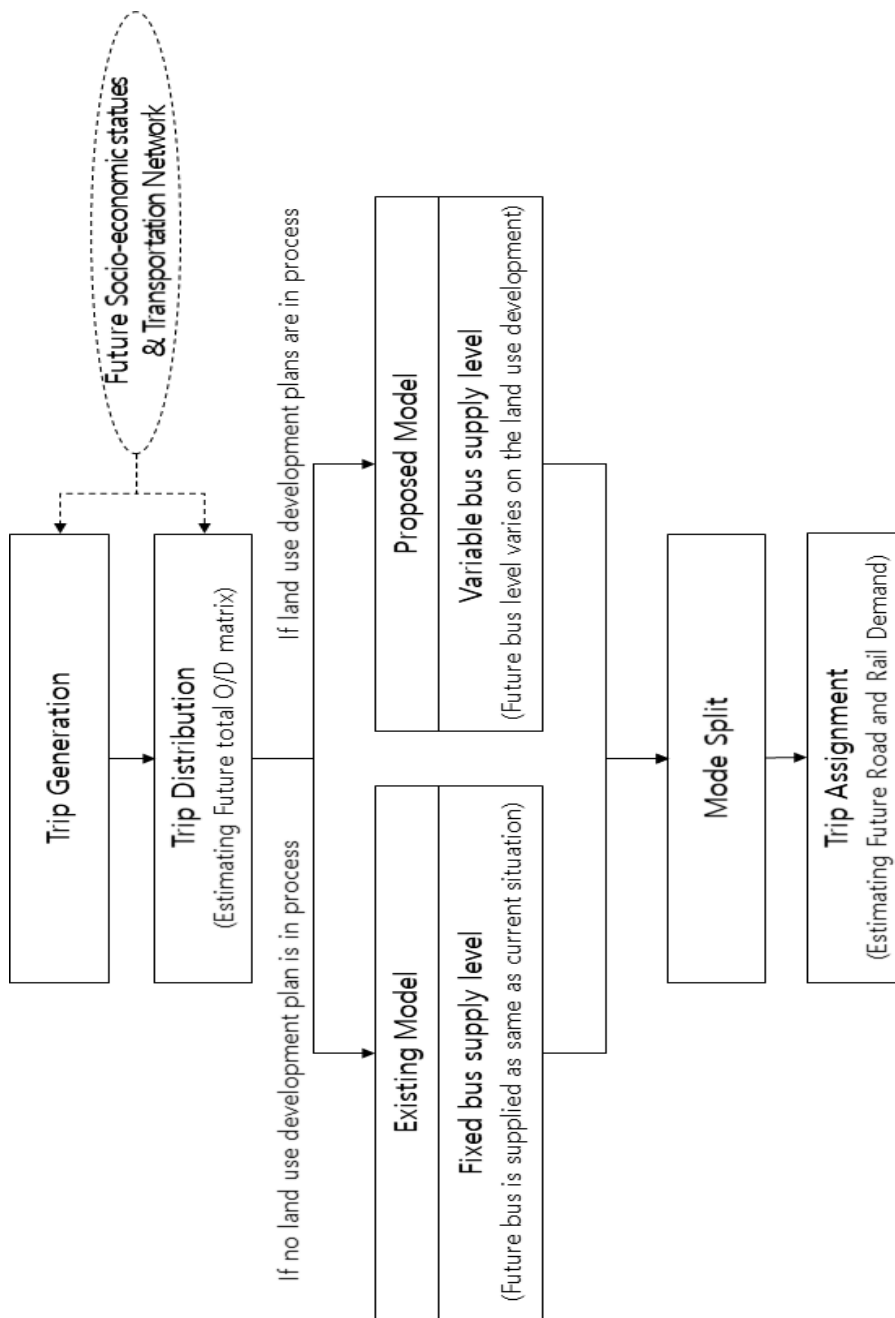 Future Socio-economic statues
& Transportation Network
Trip Generation
Trip Distribution
(Estimating Future total O/D matrix)
If no land use development plan is in process
If land use development plans are in process
Existing Model
Fixed bus supply level
(Future bus is supplied as same as current situation)
Proposed Model
Variable bus supply level
(Future bus level varies on the land use development)
Mode Split
Trip Assignment
(Estimating Future Road and Rail Demand)